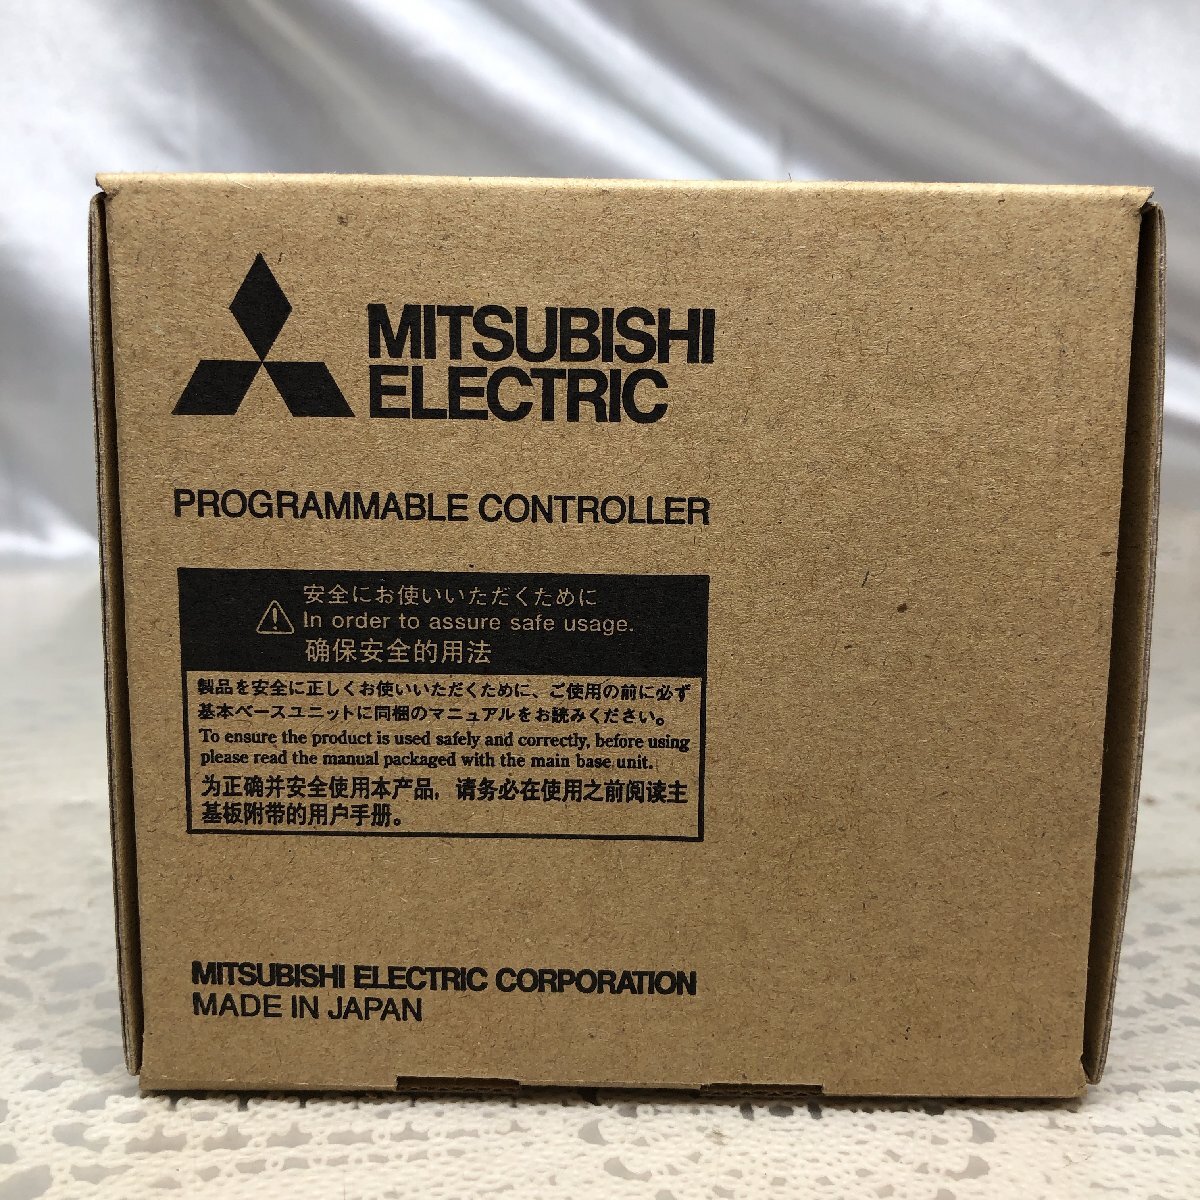 MITSUBISHI
ELECTRIC
PROGRAMMABLE CONTROLLER
安全にお使いいただくために
In order to assure safe usage.
确保安全的用法
製品を安全に正しくお使いいただくために、ご使用の前に必ず
基本ベースユニットに同梱のマニュアルをお読みください。
To ensure the product is used safely and correctly, before using
please read the manual packaged with the main base unit.
为正确并安全使用本产品，请务必在使用之前阅读主
基板附带的用户手册。
MITSUBISHI ELECTRIC CORPORATION
MADE IN JAPAN